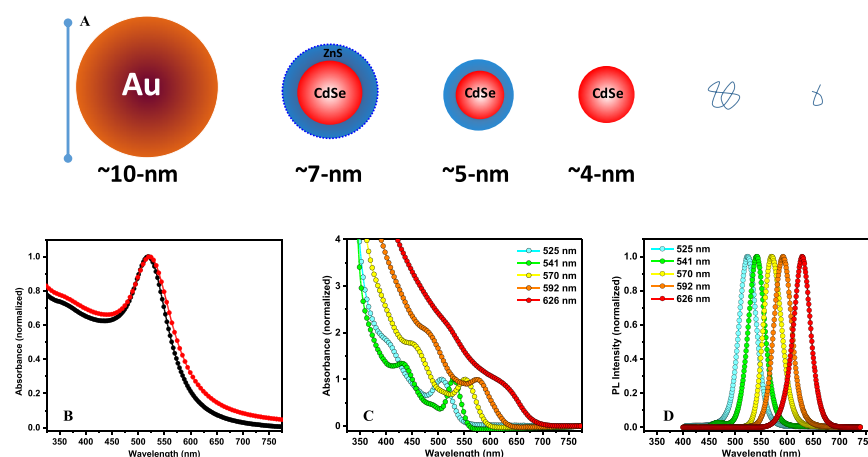 A
Au
ZnS
CdSe
CdSe
CdSe
~10-nm
~7-nm
~5-nm
~4-nm
1.0
0.8
0.6
0.4
0.2
0.0
Absorbance (normalized)
B
350 400 450 500 550 600 650 700 750
Wavelength (nm)
4
3
2
1
0
Absorbance (normalized)
525 nm
541 nm
570 nm
592 nm
626 nm
C
350 400 450 500 550 600 650 700 750
Wavelength (nm)
1.0
0.8
0.6
0.4
0.2
0.0
PL Intensity (normalized)
525 nm
541 nm
570 nm
592 nm
626 nm
D
350 400 450 500 550 600 650 700
Wavelength (nm)